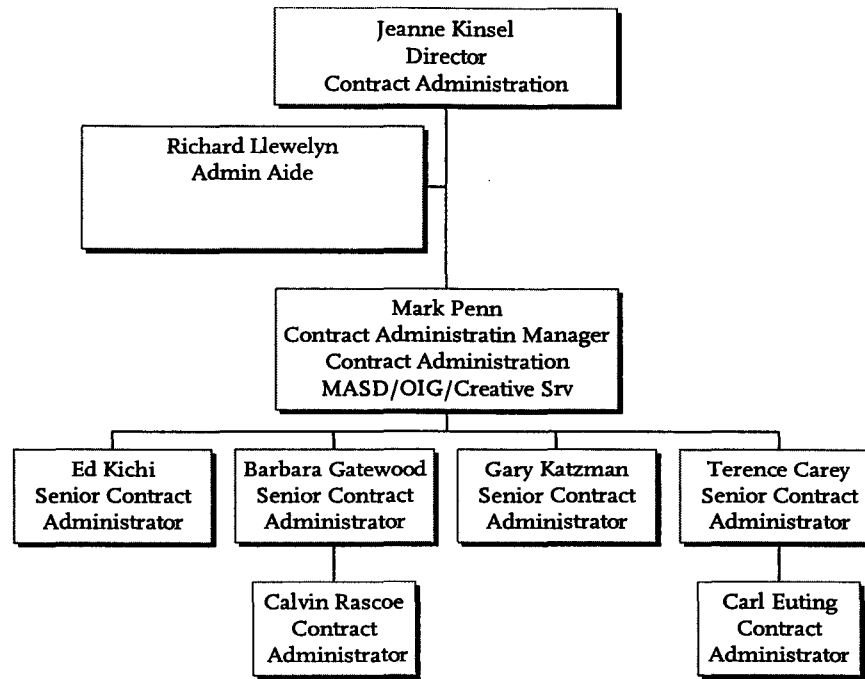 Jeanne Kinsel
Director
Contract Administration
Richard Llewelyn
Admin Aide
Mark Penn
Contract Administratin Manager
Contract Administration
MASD/OIG/Creative Srv
Ed Kichi
Senior Contract
Administrator
Barbara Gatewood
Senior Contract
Administrator
Gary Katzman
Senior Contract
Administrator
Terence Carey
Senior Contract
Administrator
Calvin Rascoe
Contract
Administrator
Carl Euting
Contract
Administrator